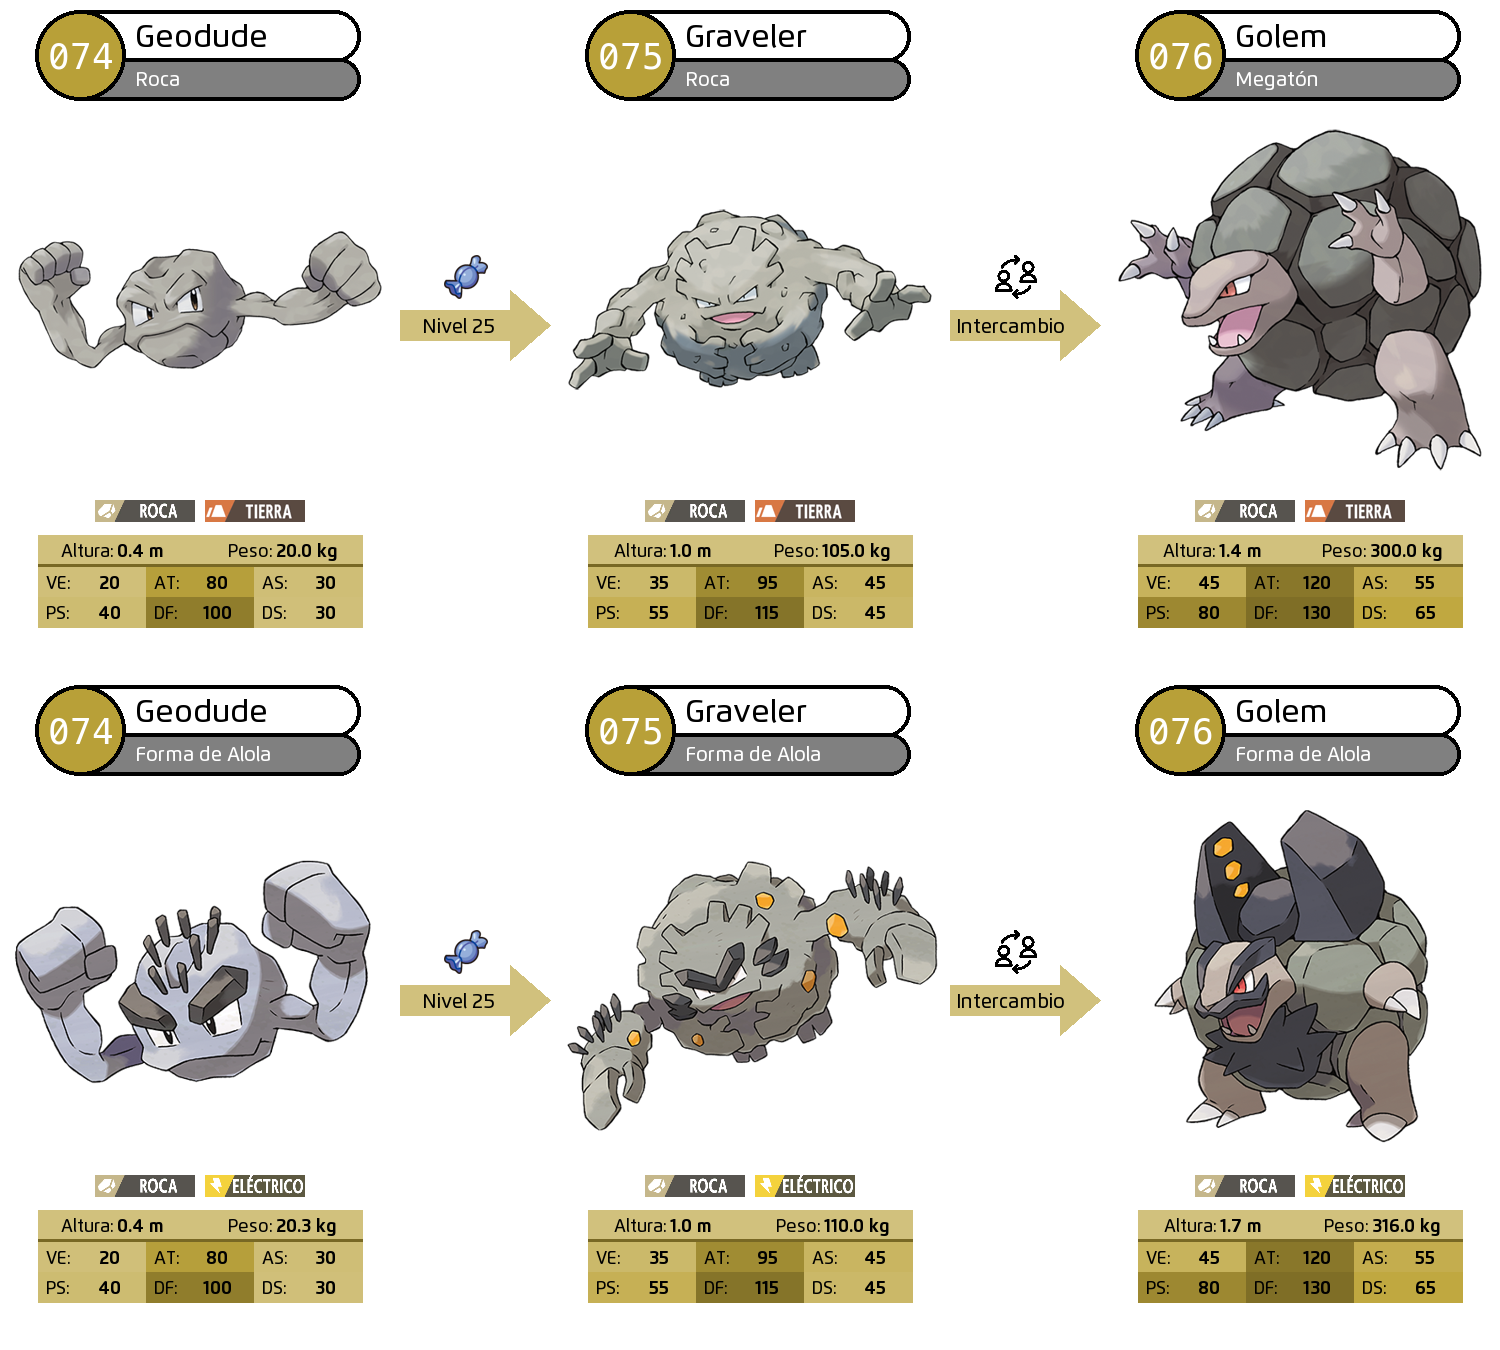 074 Geodude
Roca
075 Graveler
Roca
076 Golem
Megatón
Nivel 25
Intercambio
ROCA TIERRA
Altura: 0.4 m Peso: 20.0 kg
VE: 20 AT: 80 AS: 30
PS: 40 DF: 100 DS: 30
ROCA TIERRA
Altura: 1.0 m Peso: 105.0 kg
VE: 35 AT: 95 AS: 45
PS: 55 DF: 115 DS: 45
ROCA TIERRA
Altura: 1.4 m Peso: 300.0 kg
VE: 45 AT: 120 AS: 55
PS: 80 DF: 130 DS: 65
074 Geodude
Forma de Alola
075 Graveler
Forma de Alola
076 Golem
Forma de Alola
Nivel 25
Intercambio
ROCA ELÉCTRICO
Altura: 0.4 m Peso: 20.3 kg
VE: 20 AT: 80 AS: 30
PS: 40 DF: 100 DS: 30
ROCA ELÉCTRICO
Altura: 1.0 m Peso: 110.0 kg
VE: 35 AT: 95 AS: 45
PS: 55 DF: 115 DS: 45
ROCA ELÉCTRICO
Altura: 1.7 m Peso: 316.0 kg
VE: 45 AT: 120 AS: 55
PS: 80 DF: 130 DS: 65